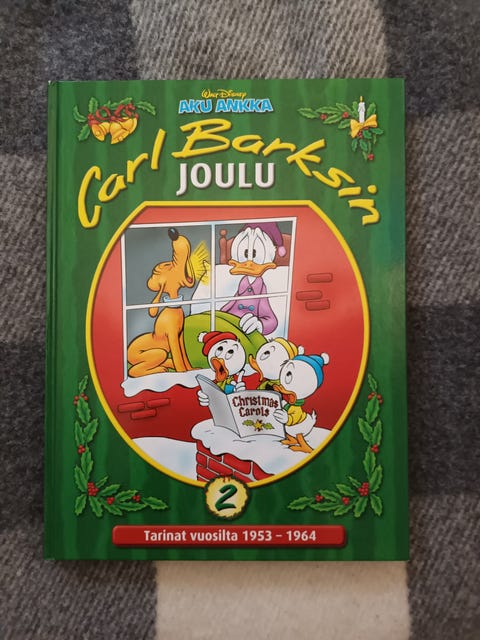 Walt Disney
AKU ANKKA
Carl Barksin
JOULU
Christmas
Carols
2
Tarinat vuosilta 1953 – 1964